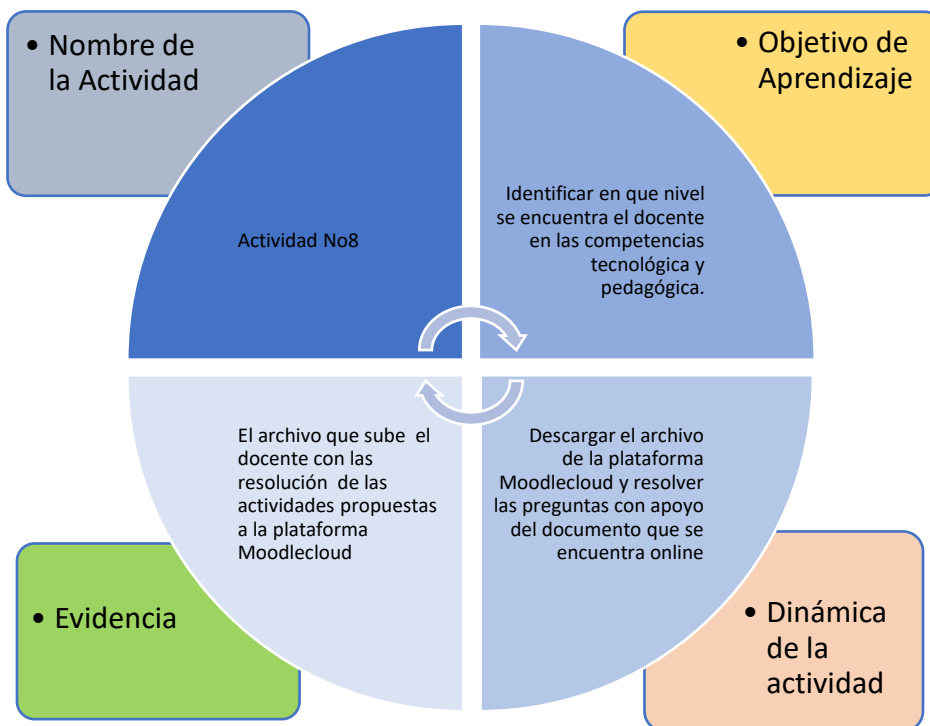 • Nombre de
la Actividad
Actividad No8
• Objetivo de
Aprendizaje
Identificar en que nivel
se encuentra el docente
en las competencias
tecnológica y
pedagógica.
El archivo que sube el
docente con las
resolución de las
actividades propuestas
a la plataforma
Moodlecloud
• Evidencia
Descargar el archivo
de la plataforma
Moodlecloud y resolver
las preguntas con apoyo
del documento que se
encuentra online
• Dinámica
de la
actividad